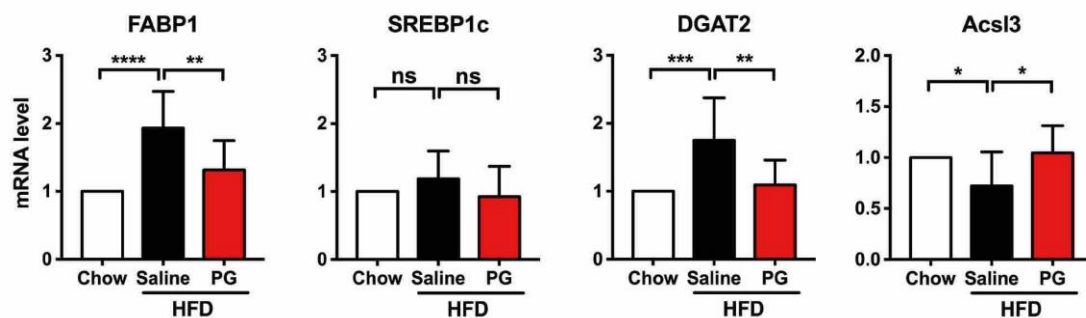 FABP1
SREBP1c
DGAT2
Acsl3
mRNA level
3
2
1
0
**** **
Chow Saline PG
HFD
3
2
1
0
ns ns
Chow Saline PG
HFD
3
2
1
0
*** **
Chow Saline PG
HFD
2.0
1.5
1.0
0.5
0.0
* *
Chow Saline PG
HFD